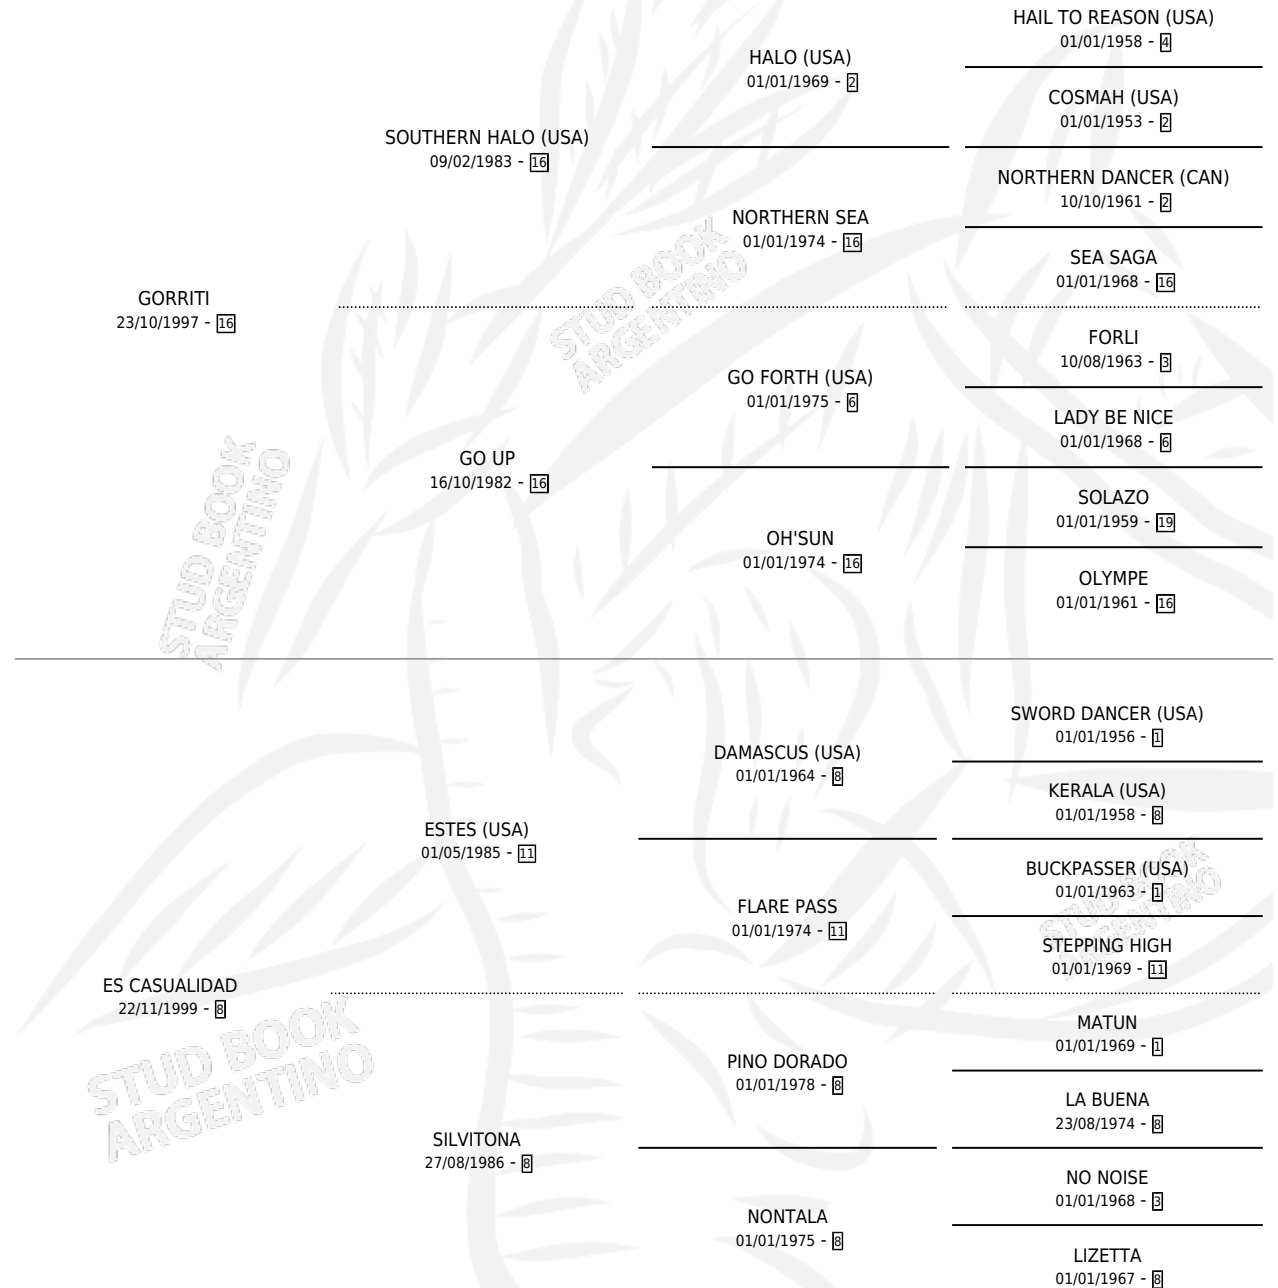 HAIL TO REASON (USA)
01/01/1958 - 4
HALO (USA)
01/01/1969 - 2
COSMAH (USA)
01/01/1953 - 2
SOUTHERN HALO (USA)
09/02/1983 - 16
NORTHERN DANCER (CAN)
10/10/1961 - 2
NORTHERN SEA
01/01/1974 - 16
SEA SAGA
01/01/1968 - 16
GORRITI
23/10/1997 - 16
FORLI
10/08/1963 - 3
GO FORTH (USA)
01/01/1975 - 6
LADY BE NICE
01/01/1968 - 6
GO UP
16/10/1982 - 16
SOLAZO
01/01/1959 - 19
OH'SUN
01/01/1974 - 16
OLYMPE
01/01/1961 - 16
SWORD DANCER (USA)
01/01/1956 - 1
DAMASCUS (USA)
01/01/1964 - 8
KERALA (USA)
01/01/1958 - 8
ESTES (USA)
01/05/1985 - 11
BUCKPASSER (USA)
01/01/1963 - 1
FLARE PASS
01/01/1974 - 11
STEPPING HIGH
01/01/1969 - 11
ES CASUALIDAD
22/11/1999 - 8
MATUN
01/01/1969 - 1
PINO DORADO
01/01/1978 - 8
LA BUENA
23/08/1974 - 8
SILVITONA
27/08/1986 - 8
NO NOISE
01/01/1968 - 3
NONTALA
01/01/1975 - 8
LIZETTA
01/01/1967 - 8
STUD BOOK
ARGENTINO
STUD BOOK
ARGENTINO
STUD BOOK
ARGENTINO
STUD BOOK
ARGENTINO